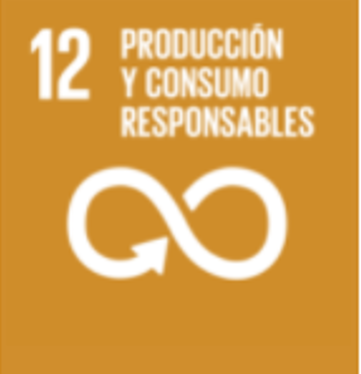 12 PRODUCCIÓN
Y CONSUMO
RESPONSABLES